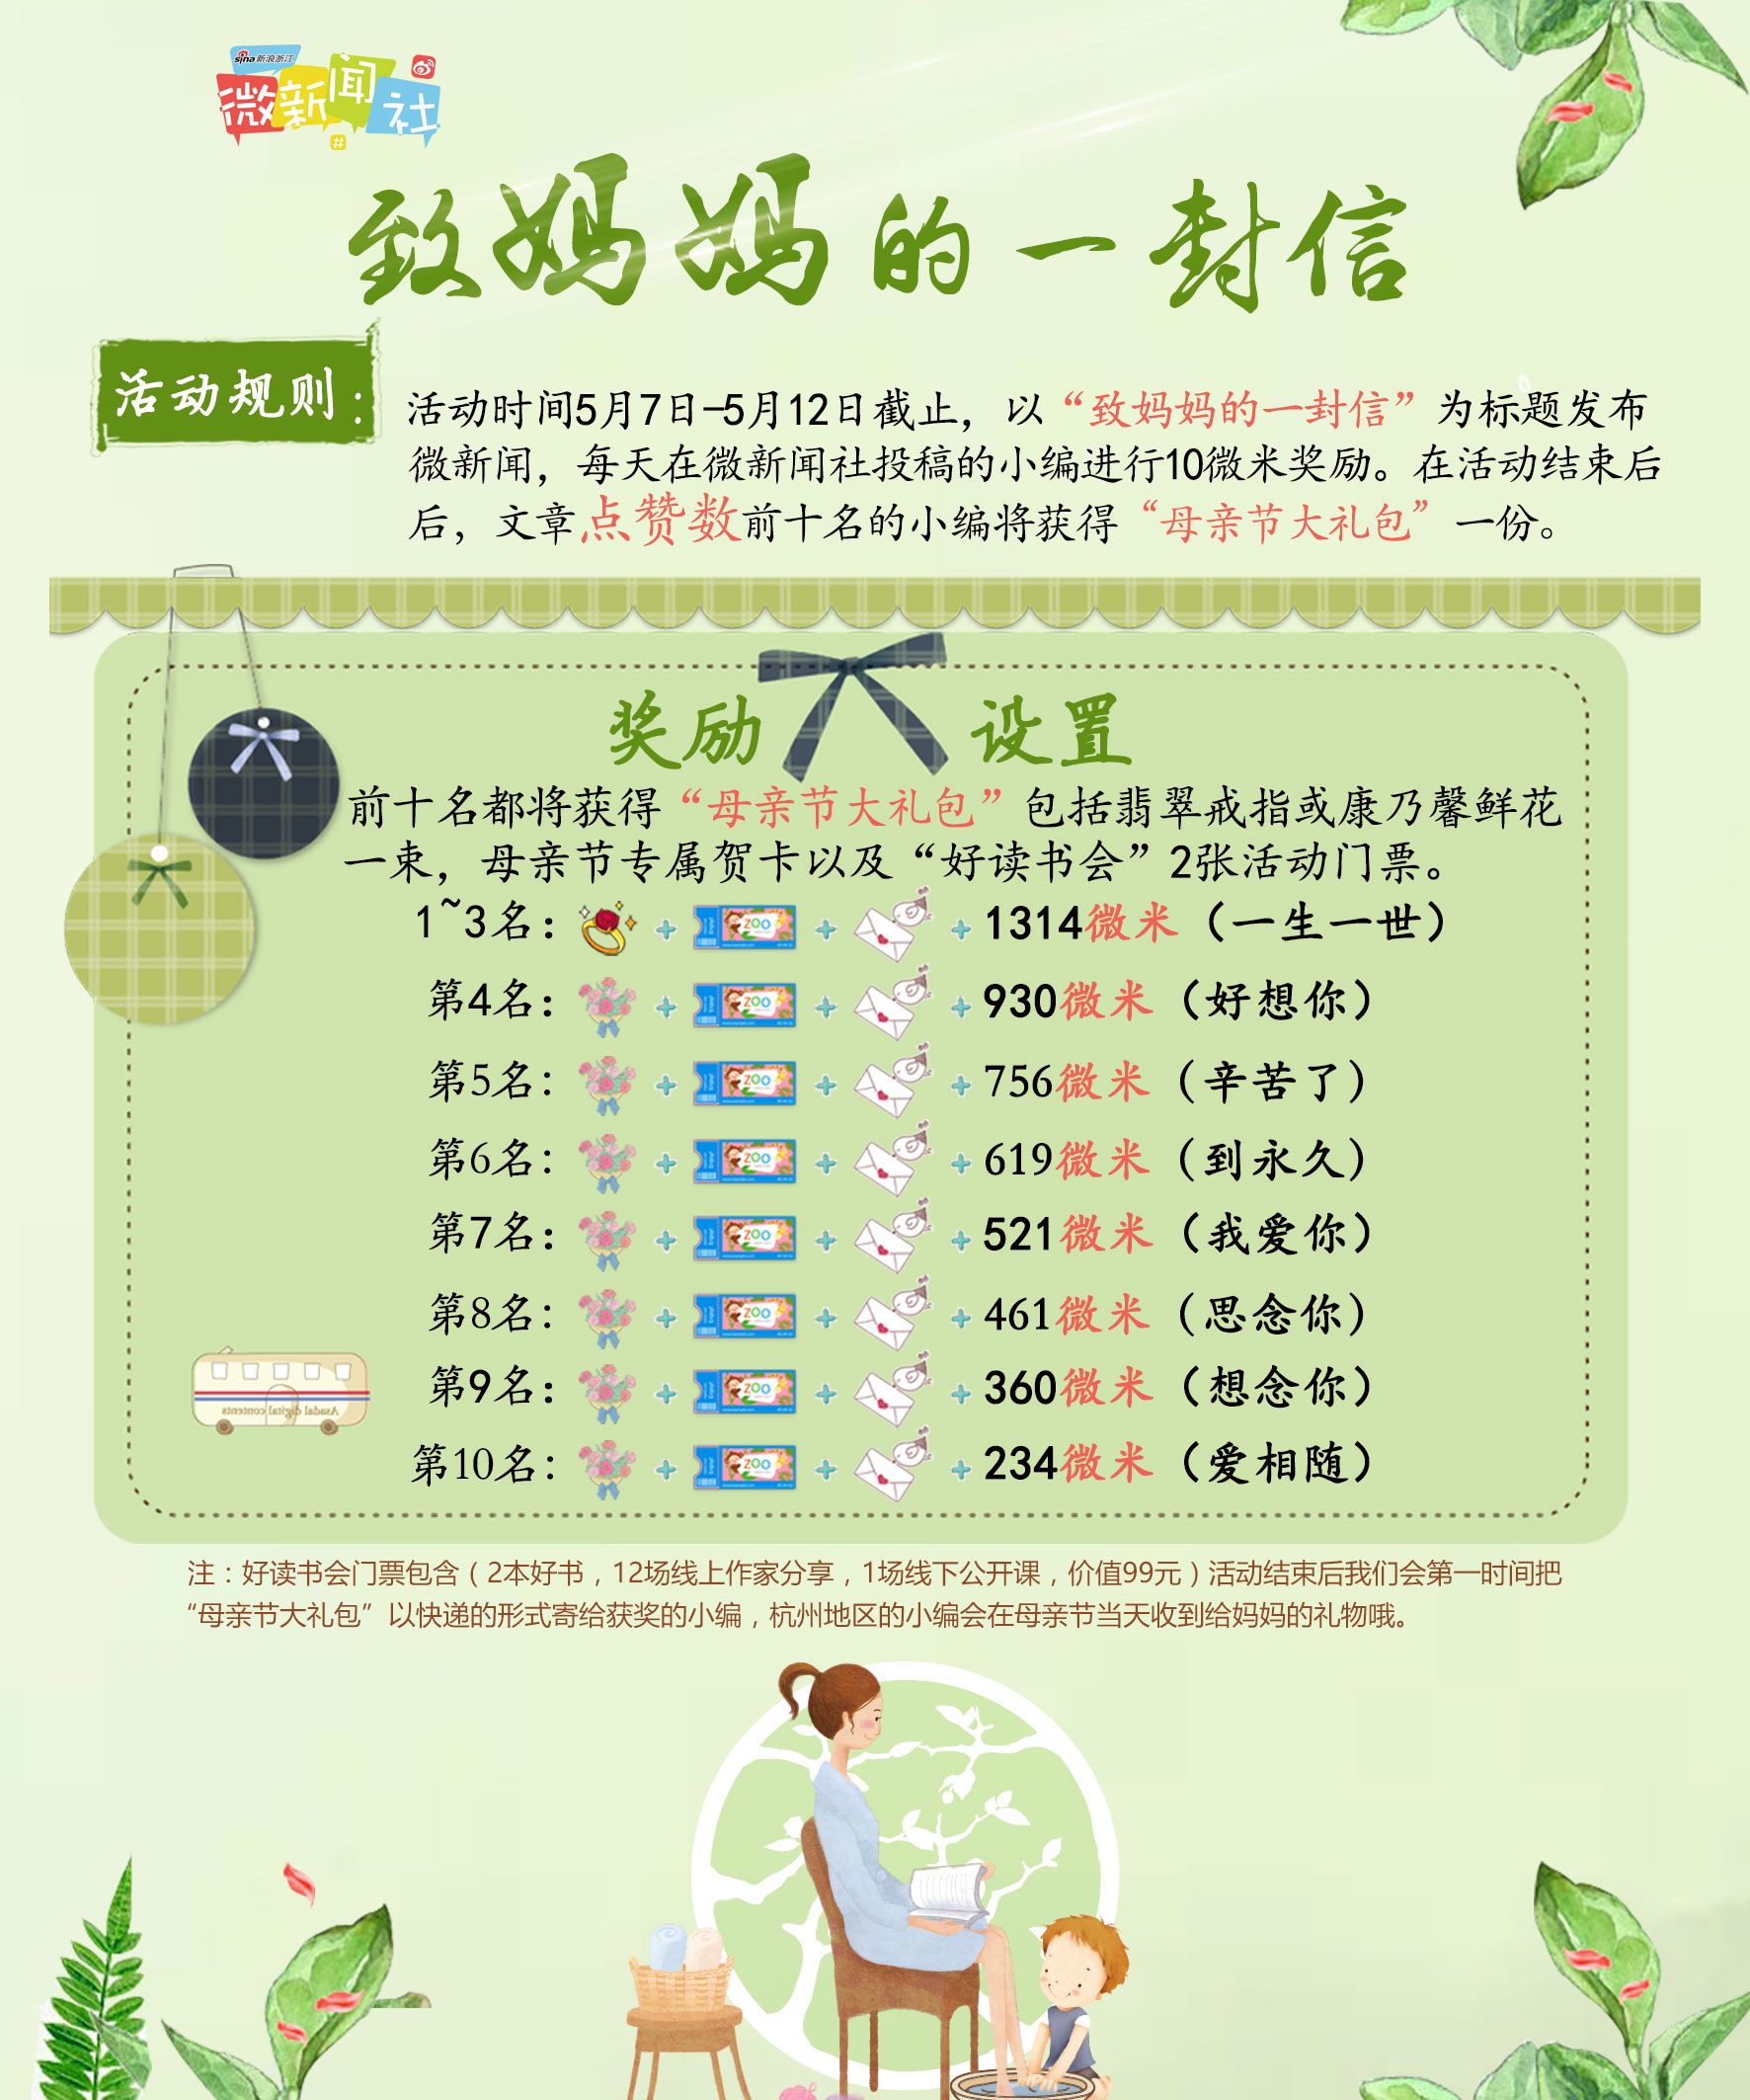 sina 新浪浙江
微新闻社
#
致妈妈的一封信
活动规则：
活动时间5月7日—5月12日截止，以“致妈妈的一封信”为标题发布
微新闻，每天在微新闻社投稿的小编进行10微米奖励。在活动结束后
后，文章点赞数前十名的小编将获得“母亲节大礼包”一份。
奖励 设置
前十名都将获得“母亲节大礼包”包括翡翠戒指或康乃馨鲜花
一束，母亲节专属贺卡以及“好读书会”2张活动门票。
1~3名： + ZOO + + 1314微米（一生一世）
第4名： + ZOO + + 930微米（好想你）
第5名： + ZOO + + 756微米（辛苦了）
第6名： + ZOO + + 619微米（到永久）
第7名： + ZOO + + 521微米（我爱你）
第8名： + ZOO + + 461微米（思念你）
第9名： + ZOO + + 360微米（想念你）
第10名： + ZOO + + 234微米（爱相随）
Asadal digital contents
注：好读书会门票包含（2本好书，12场线上作家分享，1场线下公开课，价值99元）活动结束后我们会第一时间把
“母亲节大礼包”以快递的形式寄给获奖的小编，杭州地区的小编会在母亲节当天收到给妈妈的礼物哦。